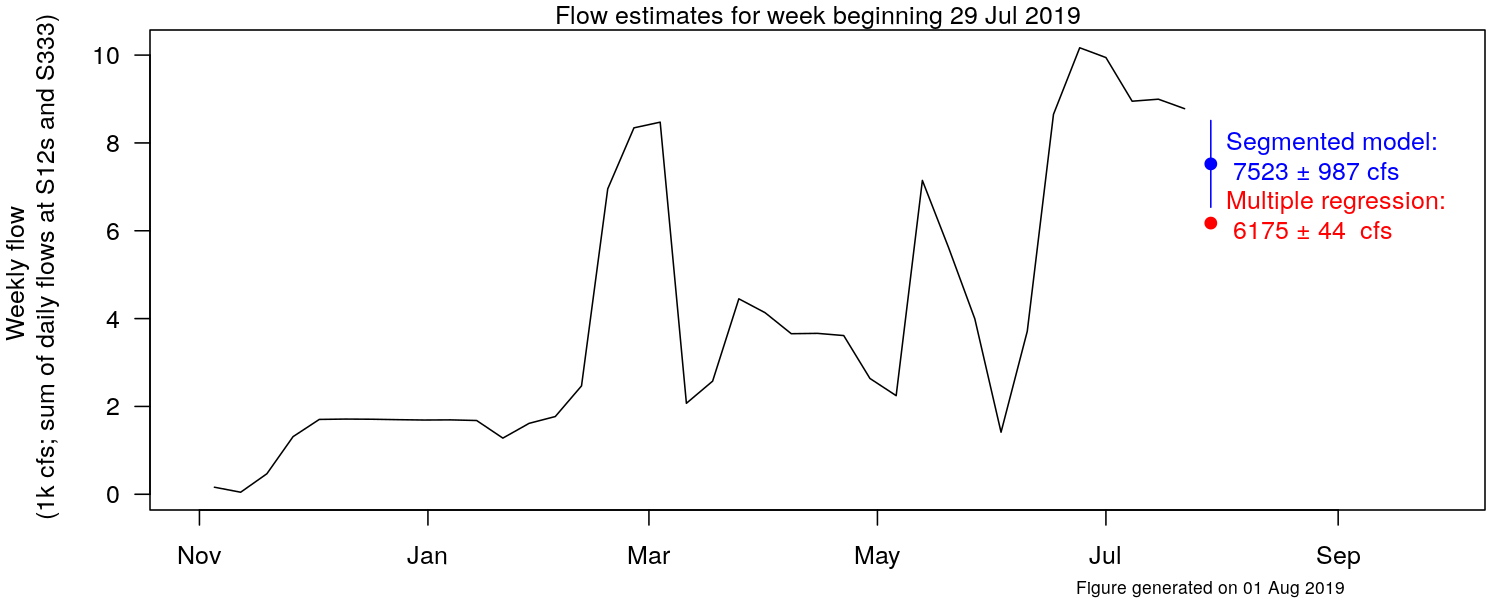 Flow estimates for week beginning 29 Jul 2019
Weekly flow
(1k cfs; sum of daily flows at S12s and S333)
10
8
6
4
2
0
Segmented model:
7523 ± 987 cfs
Multiple regression:
6175 ± 44 cfs
Nov Jan Mar May Jul Sep
Figure generated on 01 Aug 2019